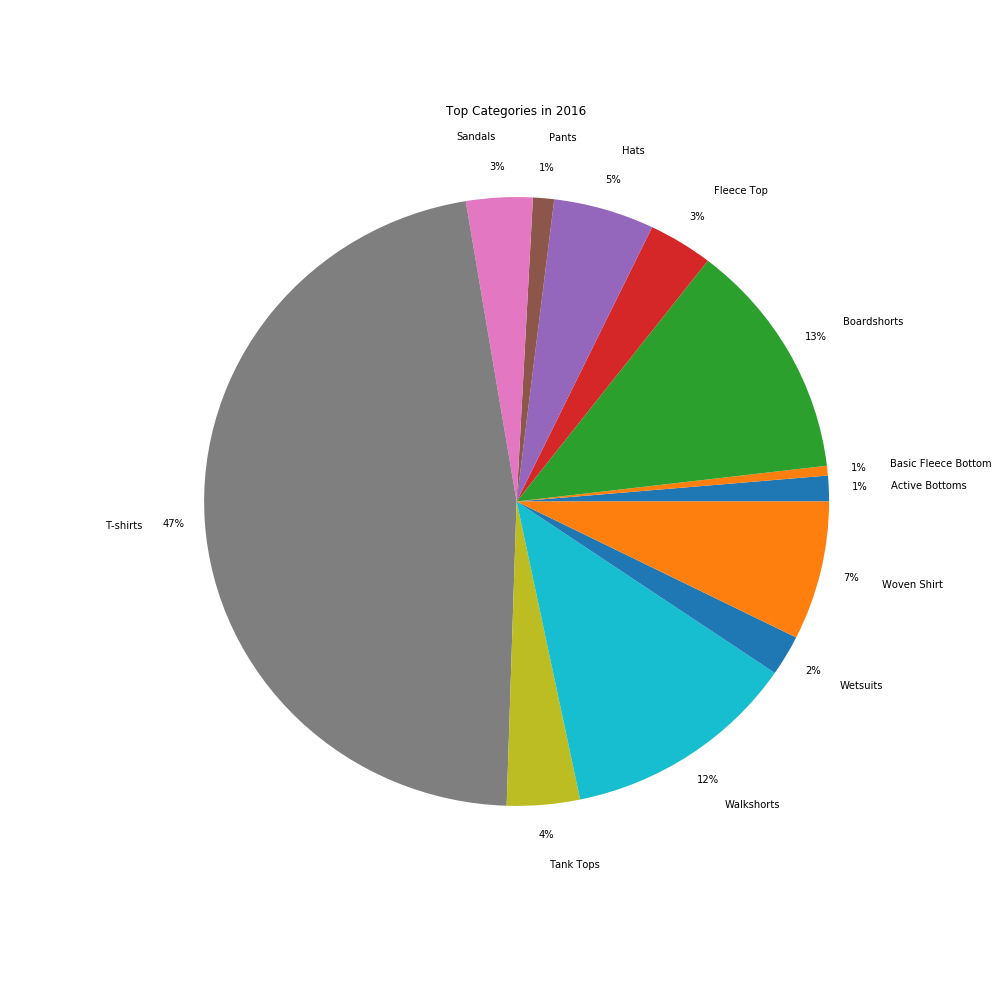 Top Categories in 2016
Sandals
3%
Pants
1%
Hats
5%
Fleece Top
3%
Boardshorts
13%
Basic Fleece Bottom
1%
Active Bottoms
1%
T-shirts
47%
Woven Shirt
7%
Wetsuits
2%
Walkshorts
12%
Tank Tops
4%